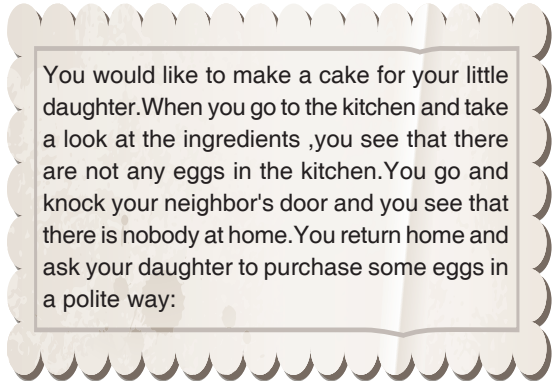 You would like to make a cake for your little
daughter.When you go to the kitchen and take
a look at the ingredients ,you see that there
are not any eggs in the kitchen.You go and
knock your neighbor's door and you see that
there is nobody at home.You return home and
ask your daughter to purchase some eggs in
a polite way: